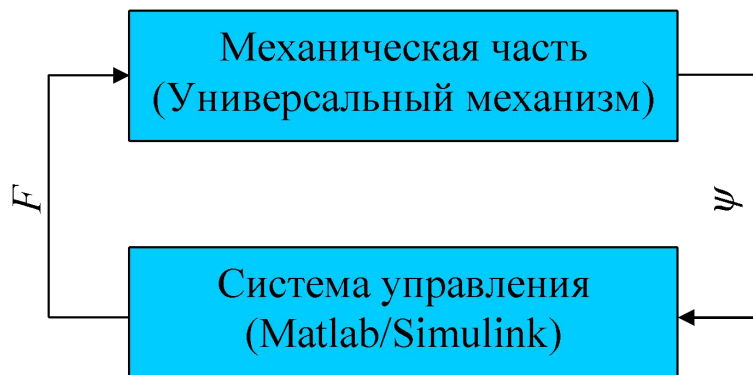 Механическая часть
(Универсальный механизм)
F
ψ
Система управления
(Matlab/Simulink)